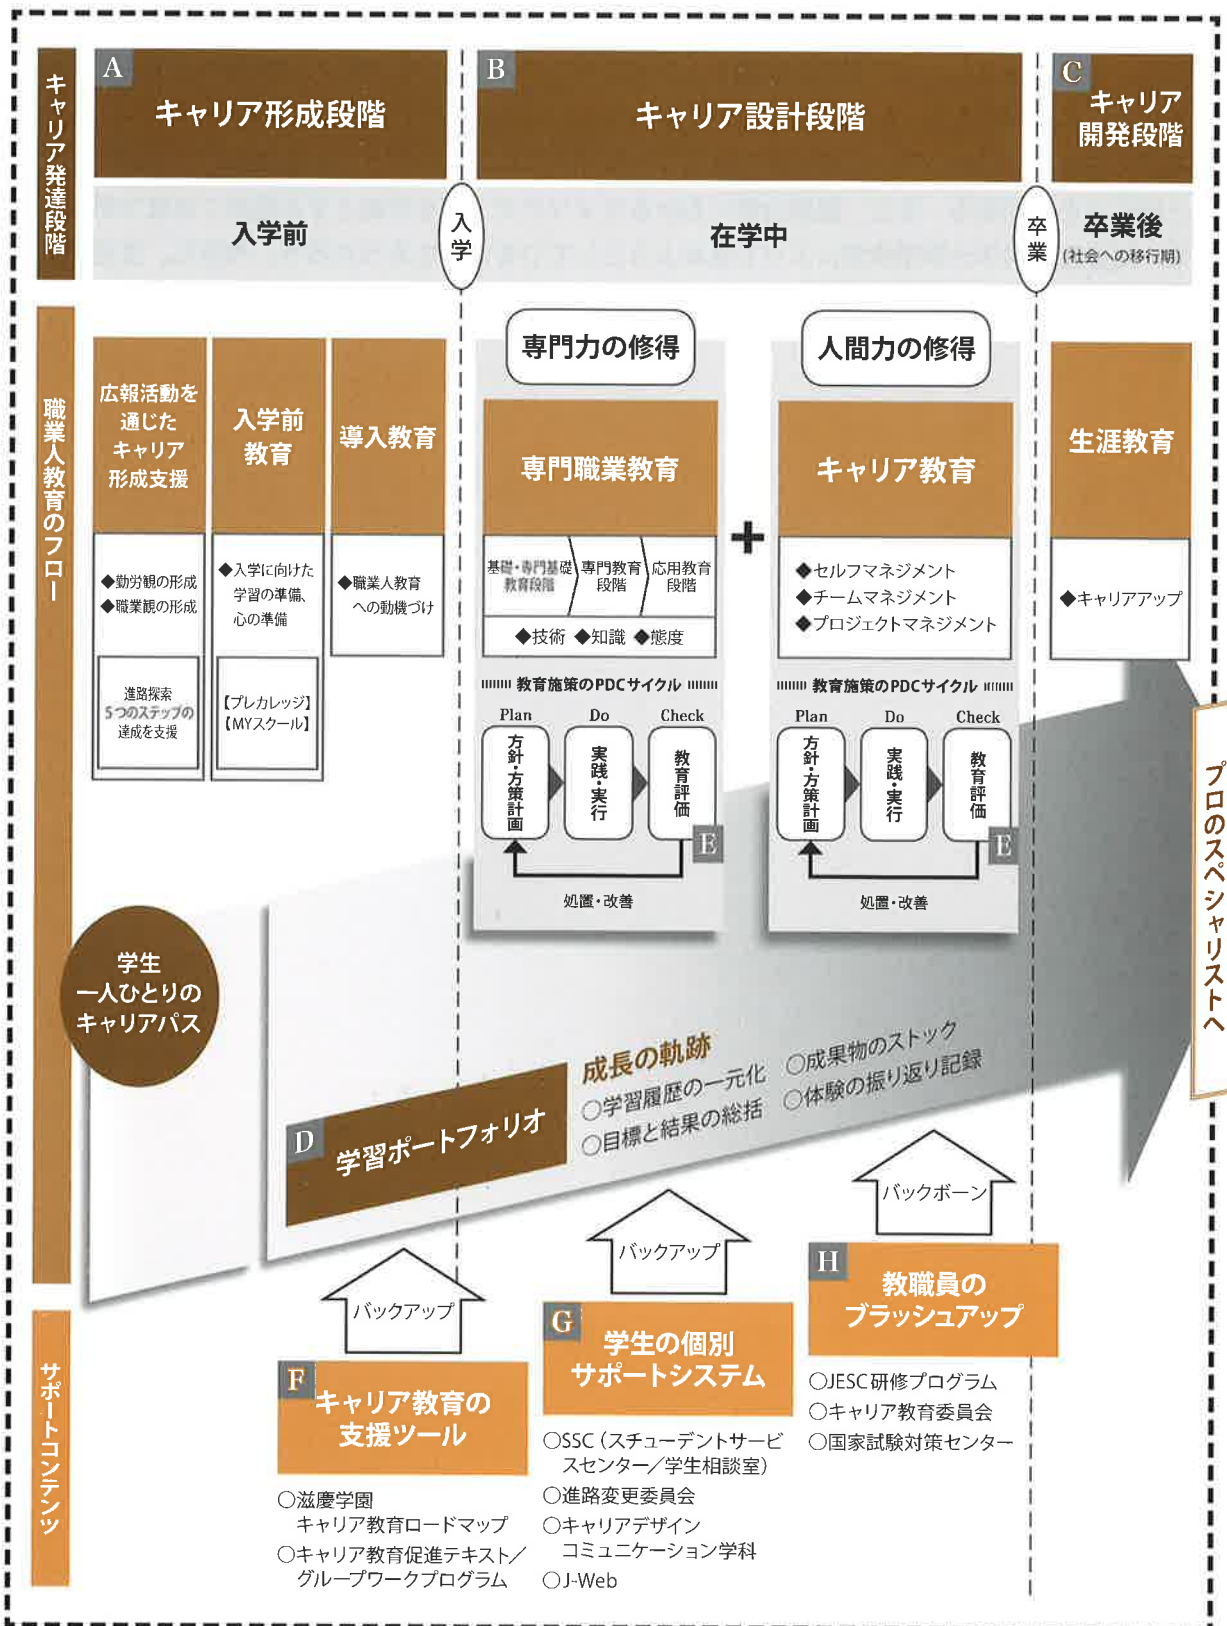 キャリア発達段階
A
キャリア形成段階
B
キャリア設計段階
C
キャリア
開発段階
入学前
入学
在学中
卒業
卒業後
(社会への移行期)
職業人教育のフロー
広報活動を
通じた
キャリア
形成支援
◆勤労観の形成
◆職業観の形成
進路探索
5つのステップの
達成を支援
入学前
教育
◆入学に向けた
学習の準備、
心の準備
【プレカレッジ】
【MYスクール】
導入教育
◆職業人教育
への動機づけ
専門力の修得
専門職業教育
基礎・専門基礎
教育段階
専門教育
段階
応用教育
段階
◆技術 ◆知識 ◆態度
教育施策のPDCサイクル
Plan
Do
Check
方針・方策計画
実践・実行
教育評価
E
処置・改善
+
人間力の修得
キャリア教育
◆セルフマネジメント
◆チームマネジメント
◆プロジェクトマネジメント
教育施策のPDCサイクル
Plan
Do
Check
方針・方策計画
実践・実行
教育評価
E
処置・改善
生涯教育
◆キャリアアップ
プロのスペシャリストへ
学生
一人ひとりの
キャリアパス
D
学習ポートフォリオ
成長の軌跡
○学習履歴の一元化
○目標と結果の総括
○成果物のストック
○体験の振り返り記録
サポートコンテンツ
バックアップ
F
キャリア教育の
支援ツール
○滋慶学園
キャリア教育ロードマップ
○キャリア教育促進テキスト／
グループワークプログラム
バックアップ
G
学生の個別
サポートシステム
○SSC（スチューデントサービ
スセンター／学生相談室）
○進路変更委員会
○キャリアデザイン
コミュニケーション学科
○J-Web
バックボーン
H
教職員の
ブラッシュアップ
○JESC研修プログラム
○キャリア教育委員会
○国家試験対策センター